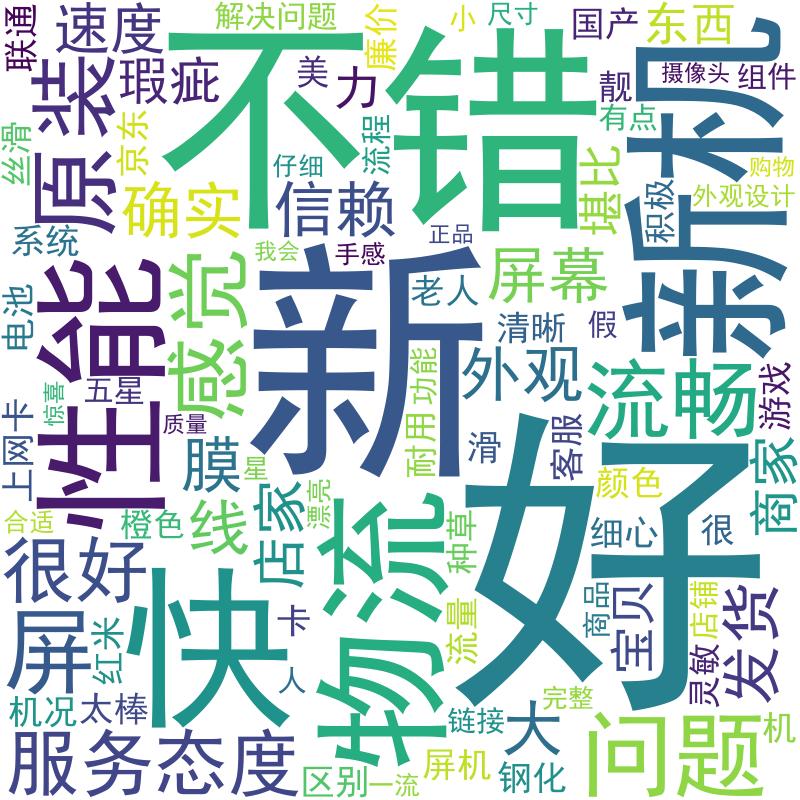 联通
速度
解决问题
廉价
小
尺寸
国产
东西
新机
不错
原装
瑕疵
美
力
靓
摄像头
组件
有点
丝滑
京东
仔细
流程
堪比
购物
确实
信赖
积极
外观设计
系统
我会
手感
正品
屏幕
性能
感觉
新
老人
电池
清晰
假
惊喜
五星
外观
流畅
游戏
上网卡
质量
膜
星
耐用
功能
滑
好
客服
商家
合适
橙色
线
店家
漂亮
物流
种草
颜色
细心
很
很好
快
屏
红米
卡
人
流量
商品
宝贝
店铺
灵敏
发货
机况
太棒
链接
大
完整
问题
机
服务态度
区别
一流
屏机
钢化